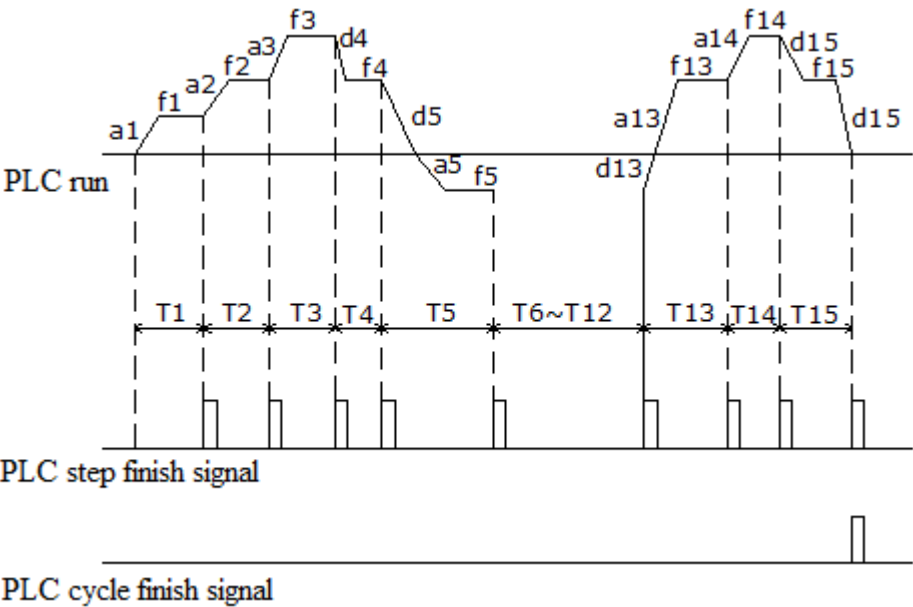 f3 f14
a3 d4 a14 d15
f2 f4 f13 f15
a2
f1 d5 a13 d15
a1
a5 f5 d13
PLC run
T1 T2 T3 T4 T5 T6~T12 T13 T14 T15
PLC step finish signal
PLC cycle finish signal